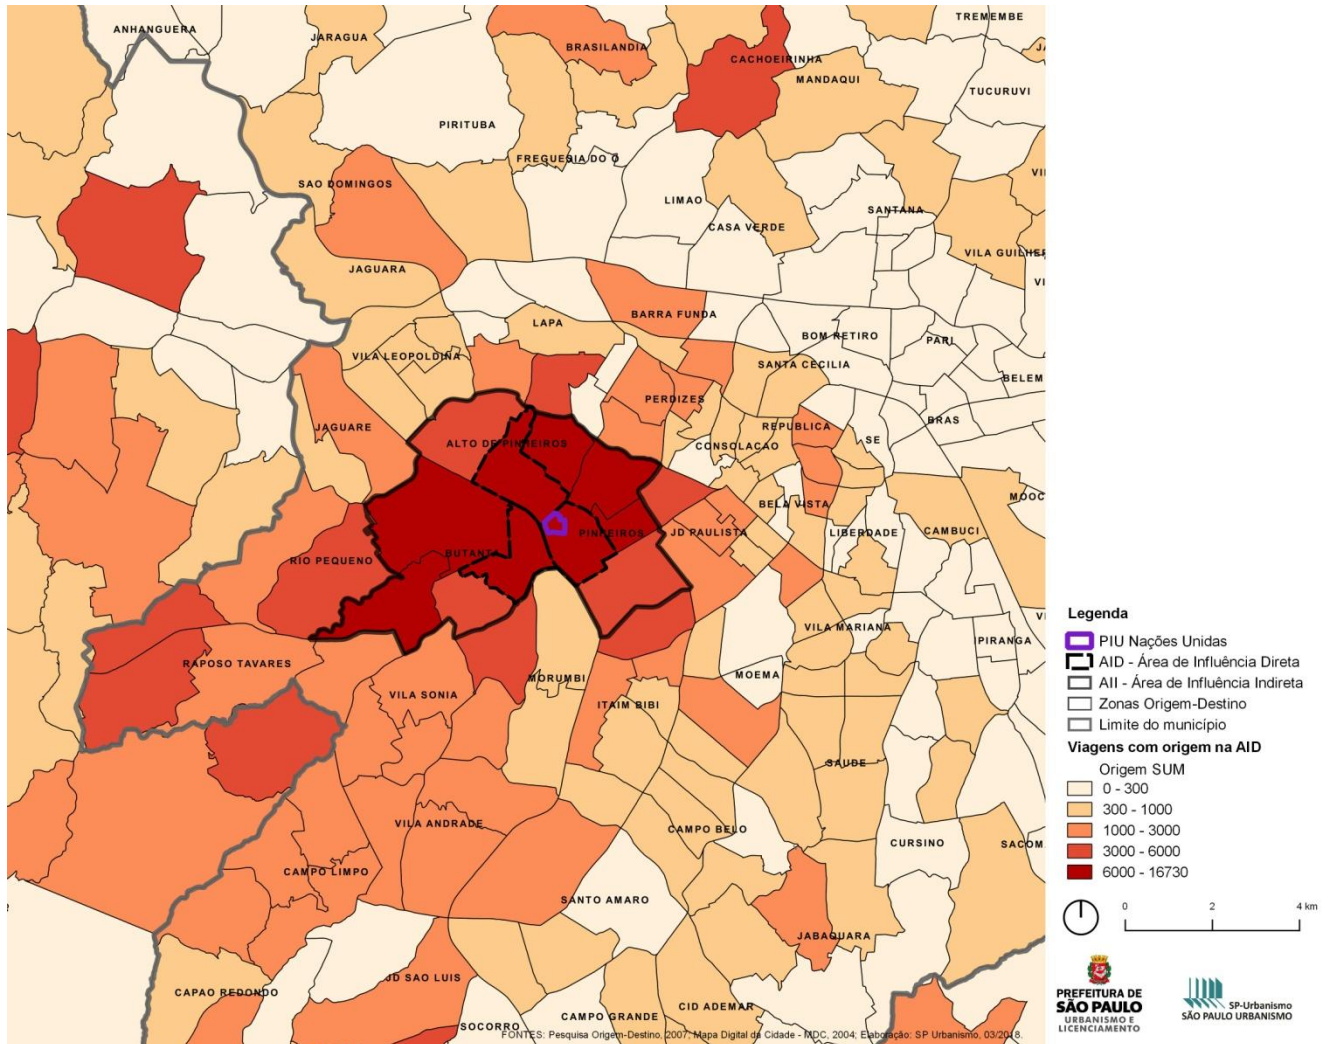 ANHANGUERA
JARAGUA
BRASILANDIA
TREMEMBE
CACHOEIRINHA
MANDAQUI
TUCURUVI
PIRITUBA
FREGUESIA DO Ó
SAO DOMINGOS
LIMAO
SANTANA
CASA VERDE
JAGUARA
LAPA
BARRA FUNDA
BOM RETIRO
PARI
VILA LEOPOLDINA
SANTA CECILIA
BELEM
PERDIZES
JAGUARE
REPUBLICA
BRAS
ALTO DE PINHEIROS
CONSOLACAO
SE
BELA VISTA
MOOC
RIO PEQUENO
BUTANTA
PINHEIROS
JD PAULISTA
LIBERDADE
CAMBUCI
VILA MARIANA
IPIRANGA
RAPOSO TAVARES
VILA SONIA
MORUMBI
MOEMA
ITAIM BIBI
SAUDE
VILA ANDRADE
CAMPO BELO
CURSINO
SACOM
CAMPO LIMPO
SANTO AMARO
JABAQUARA
JD SAO LUIS
CAPAO REDONDO
CID ADEMAR
SOCORRO
CAMPO GRANDE
FONTES: Pesquisa Origem-Destino, 2007; Mapa Digital da Cidade - MDC, 2004; Elaboração: SP Urbanismo, 03/2018.
Legenda
PIU Nações Unidas
AID - Área de Influência Direta
AII - Área de Influência Indireta
Zonas Origem-Destino
Limite do município
Viagens com origem na AID
Origem SUM
0 - 300
300 - 1000
1000 - 3000
3000 - 6000
6000 - 16730
0 2 4 km
PREFEITURA DE
SÃO PAULO
URBANISMO E
LICENCIAMENTO
SP-Urbanismo
SÃO PAULO URBANISMO